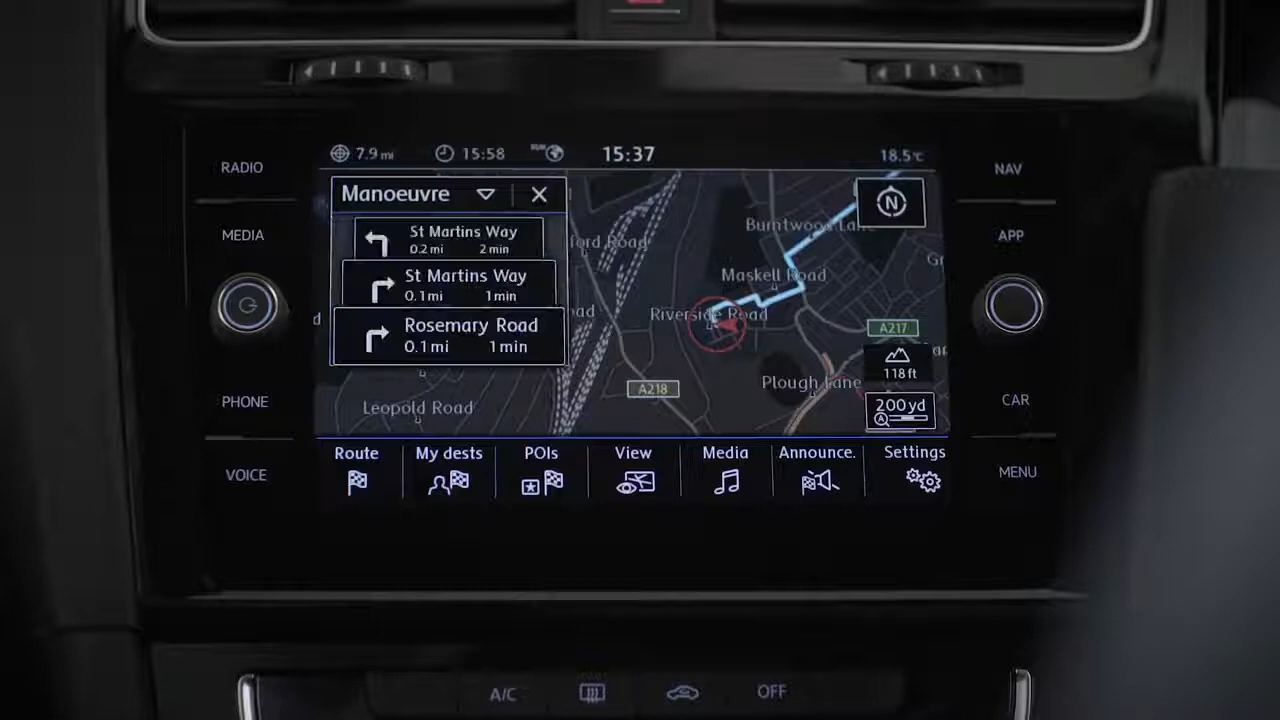 RADIO
MEDIA
PHONE
VOICE
7.9 mi
15:58
15:37
18.5°C
Manoeuvre
St Martins Way
0.2 mi 2 min
St Martins Way
0.1 mi 1 min
Rosemary Road
0.1 mi 1 min
ford Road
Burntwood Lane
N
Maskell Road
Riverside Road
A217
118 ft
Plough Lane
A218
200 yd
A
Leopold Road
Route
My dests
POIs
View
Media
Announce.
Settings
NAV
APP
CAR
MENU
A/C
OFF